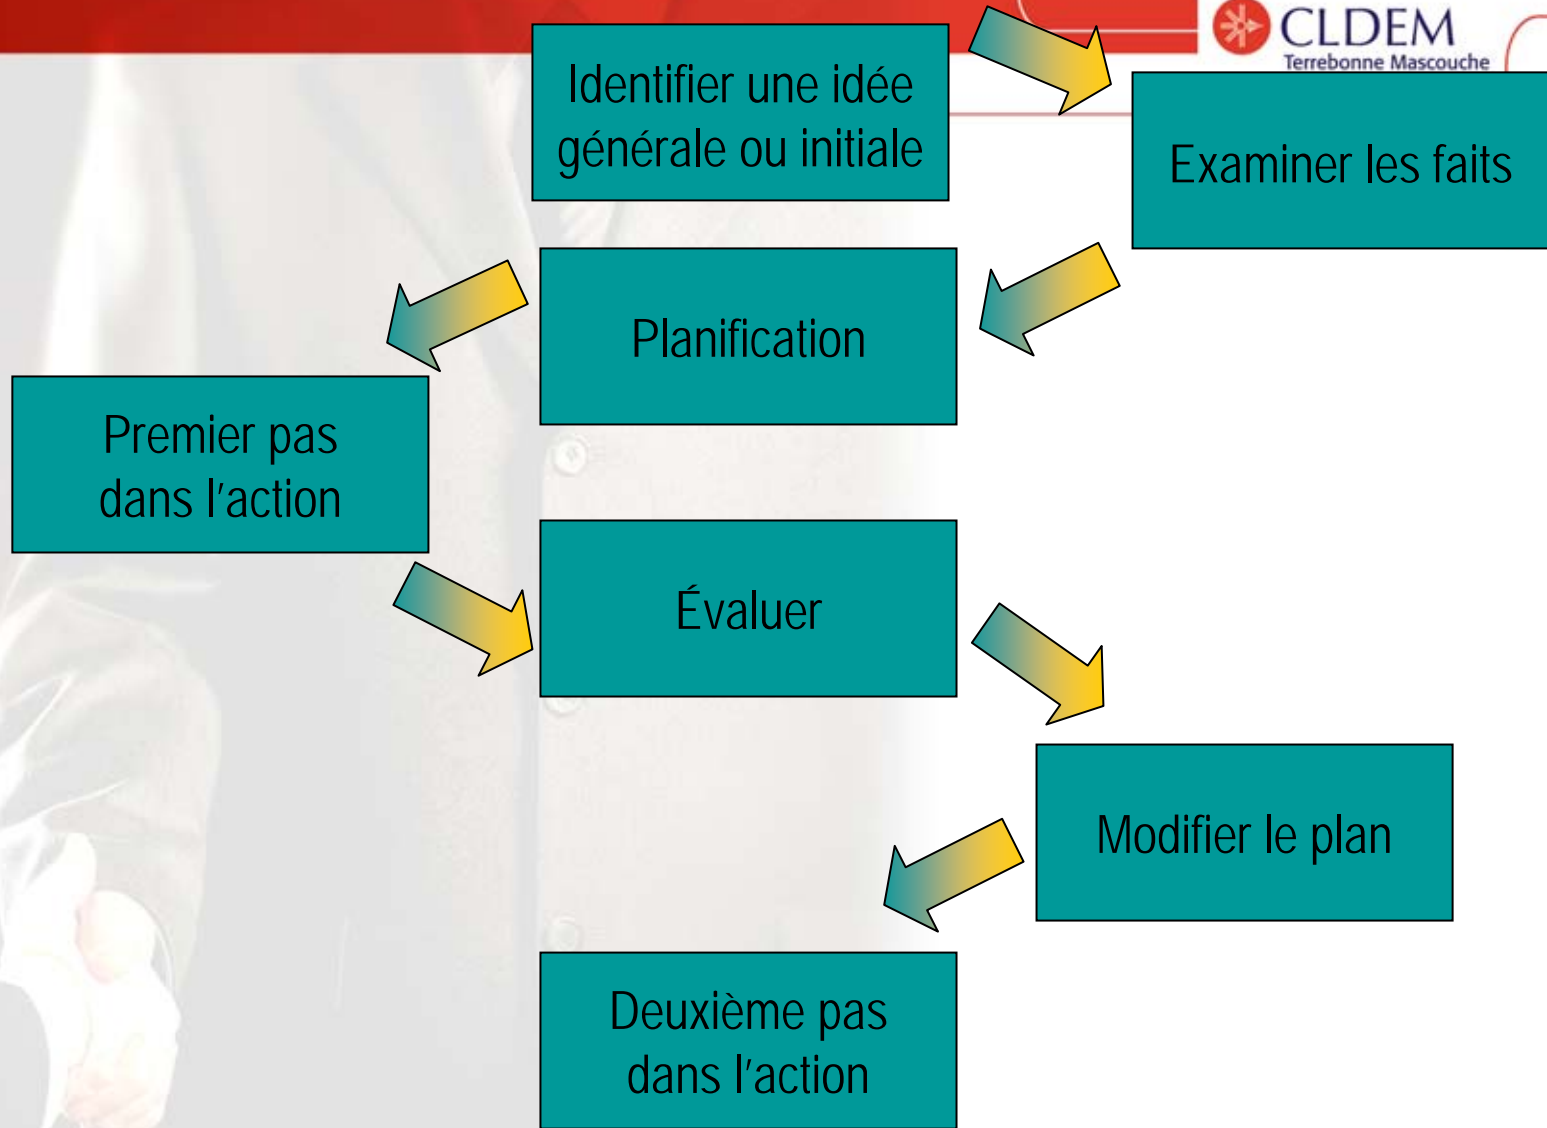 CLDEM
Terrebonne Mascouche
Identifier une idée
générale ou initiale
Examiner les faits
Planification
Premier pas
dans l'action
Évaluer
Modifier le plan
Deuxième pas
dans l'action